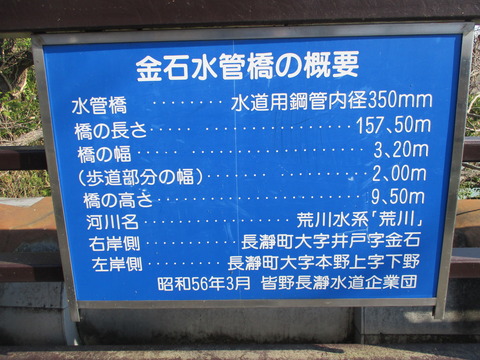 金石水管橋の概要
水管橋 ········ 水道用鋼管内径350mm
橋の長さ ·················· 157、50m
橋の幅 ···················· 3、20m
(歩道部分の幅) ·············· 2、00m
橋の高さ ··················· 9、50m
河川名 ·············· 荒川水系「荒川」
右岸側 ·········· 長瀞町大字井戸字金石
左岸側 ········ 長瀞町大字本野上字下野
昭和56年3月 皆野長瀞水道企業団